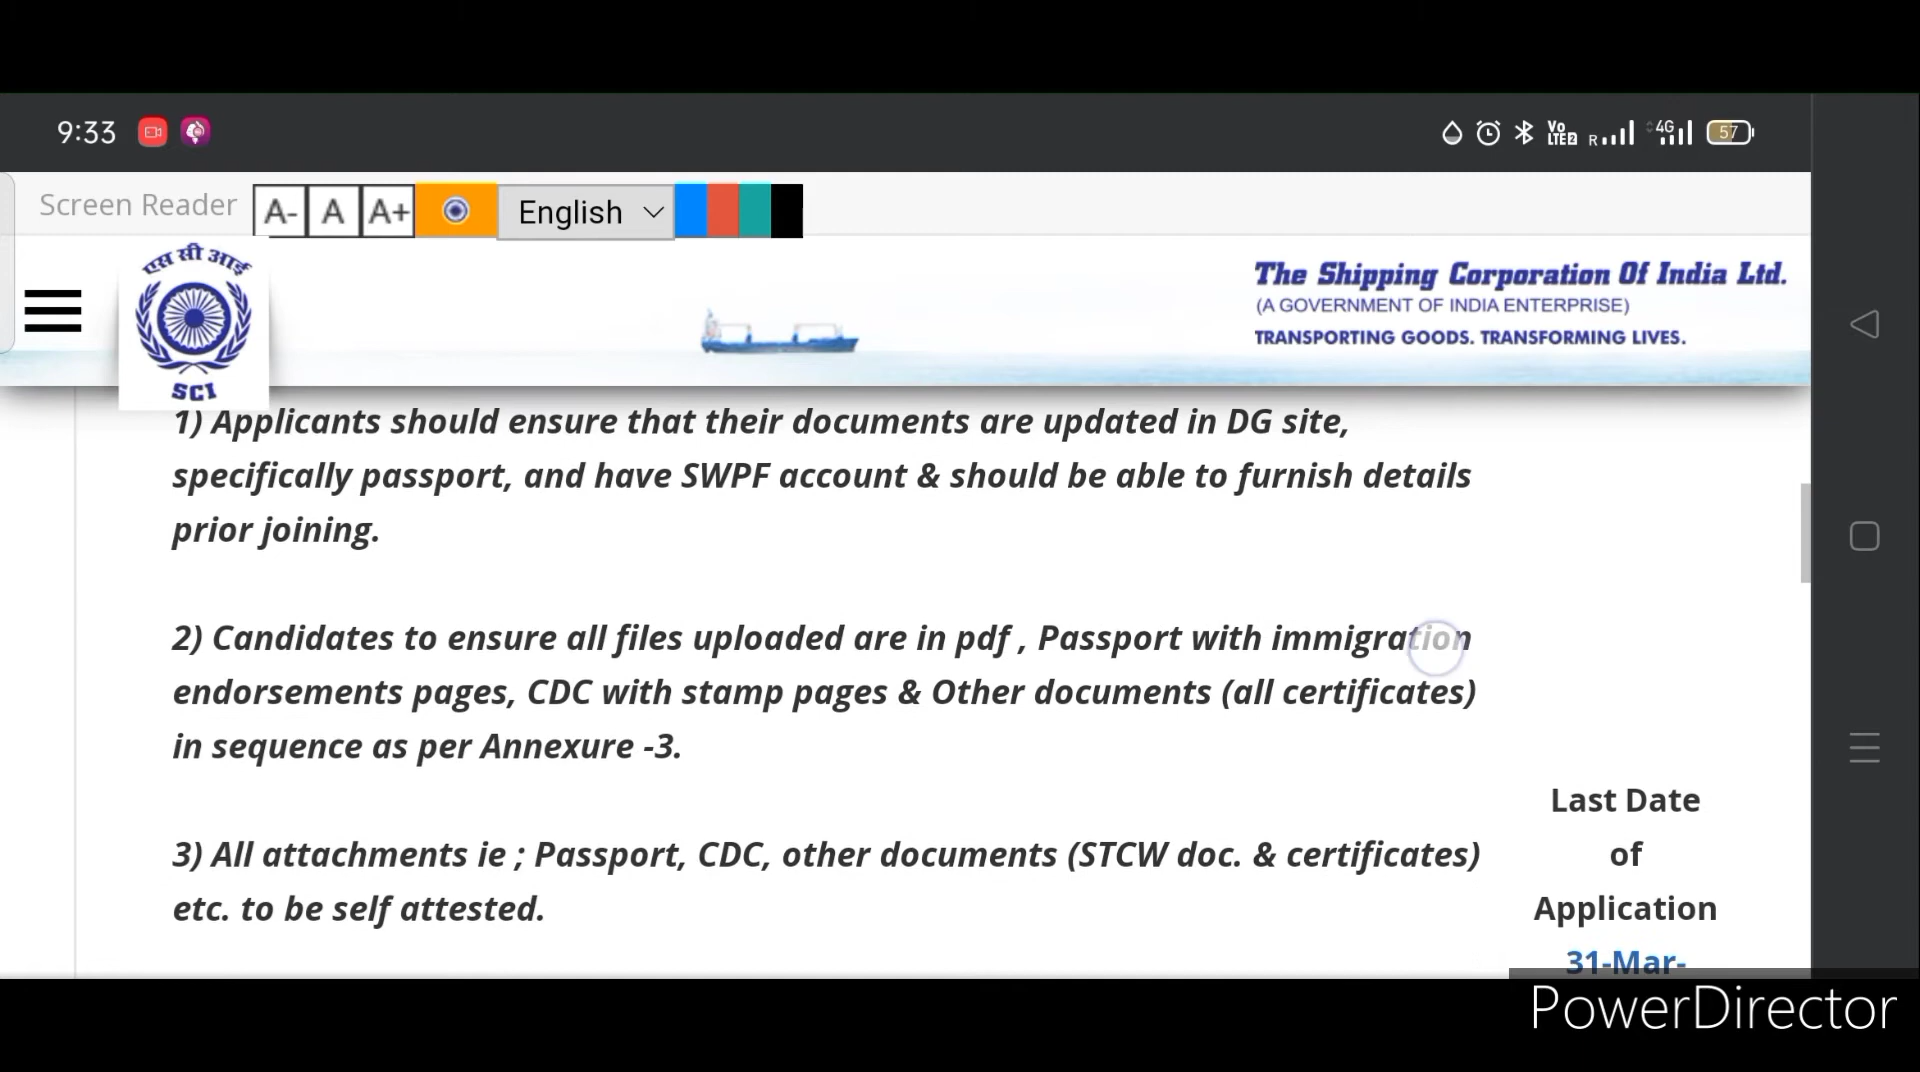 9:33
Vo
LTE2
R
4G
57
Screen Reader
A-
A
A+
English
एस सी आई
SCI
The Shipping Corporation Of India Ltd.
(A GOVERNMENT OF INDIA ENTERPRISE)
TRANSPORTING GOODS. TRANSFORMING LIVES.
1) Applicants should ensure that their documents are updated in DG site,
specifically passport, and have SWPF account & should be able to furnish details
prior joining.
2) Candidates to ensure all files uploaded are in pdf , Passport with immigration
endorsements pages, CDC with stamp pages & Other documents (all certificates)
in sequence as per Annexure -3.
3) All attachments ie ; Passport, CDC, other documents (STCW doc. & certificates)
etc. to be self attested.
Last Date
of
Application
31-Mar-
PowerDirector